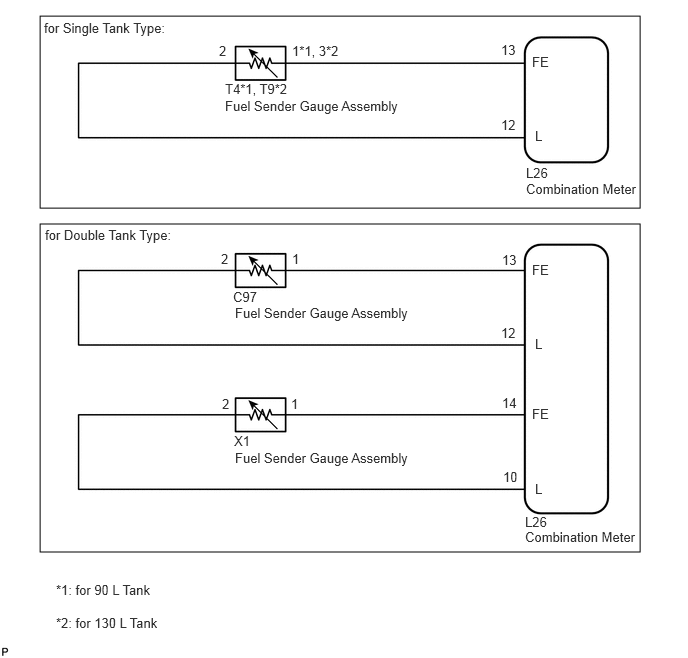 for Single Tank Type:
2
1*1, 3*2
13
FE
T4*1, T9*2
Fuel Sender Gauge Assembly
12
L
L26
Combination Meter
for Double Tank Type:
2
1
13
FE
C97
Fuel Sender Gauge Assembly
12
L
2
1
14
FE
X1
Fuel Sender Gauge Assembly
10
L
L26
Combination Meter
*1: for 90 L Tank
*2: for 130 L Tank
P